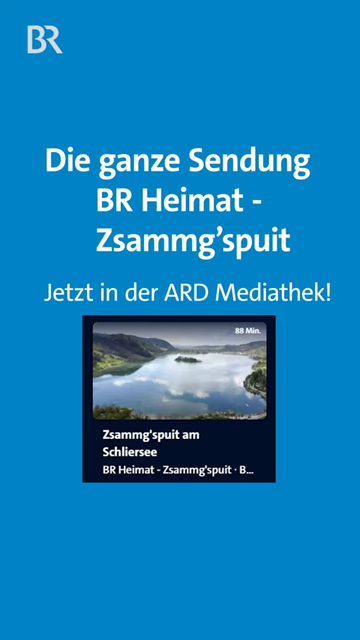 BR
Die ganze Sendung
BR Heimat -
Zsammg’spuit
Jetzt in der ARD Mediathek!
88 Min.
Zsammg'spuit am
Schliersee
BR Heimat - Zsammg'spuit · B...